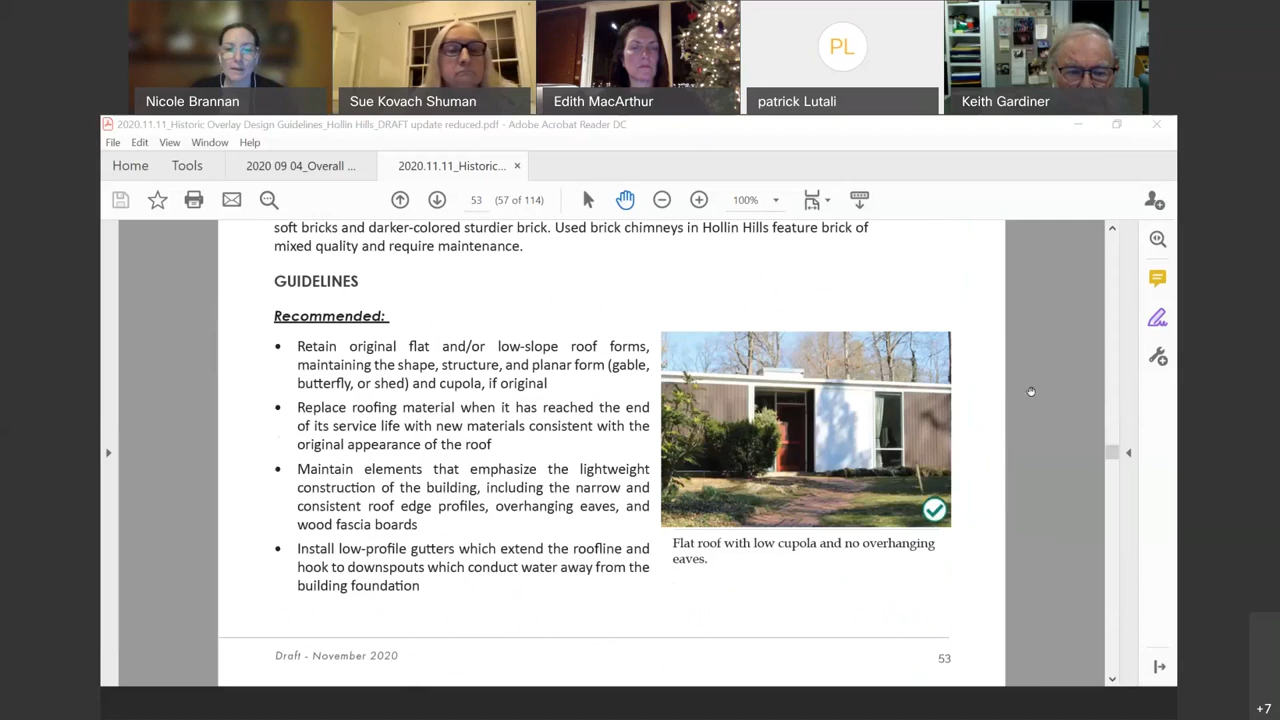 PL
Nicole Brannan
Sue Kovach Shuman
Edith MacArthur
patrick Lutali
Keith Gardiner
2020.11.11_Historic Overlay Design Guidelines_Hollin Hills_DRAFT update reduced.pdf - Adobe Acrobat Reader DC
File Edit View Window Help
Home Tools 2020 09 04_Overall ... 2020.11.11_Historic... ×
53 (57 of 114) 100%
soft bricks and darker-colored sturdier brick. Used brick chimneys in Hollin Hills feature brick of
mixed quality and require maintenance.
GUIDELINES
Recommended:
• Retain original flat and/or low-slope roof forms,
maintaining the shape, structure, and planar form (gable,
butterfly, or shed) and cupola, if original
• Replace roofing material when it has reached the end
of its service life with new materials consistent with the
original appearance of the roof
• Maintain elements that emphasize the lightweight
construction of the building, including the narrow and
consistent roof edge profiles, overhanging eaves, and
wood fascia boards
• Install low-profile gutters which extend the roofline and
hook to downspouts which conduct water away from the
building foundation
Flat roof with low cupola and no overhanging
eaves.
Draft - November 2020
53
+7